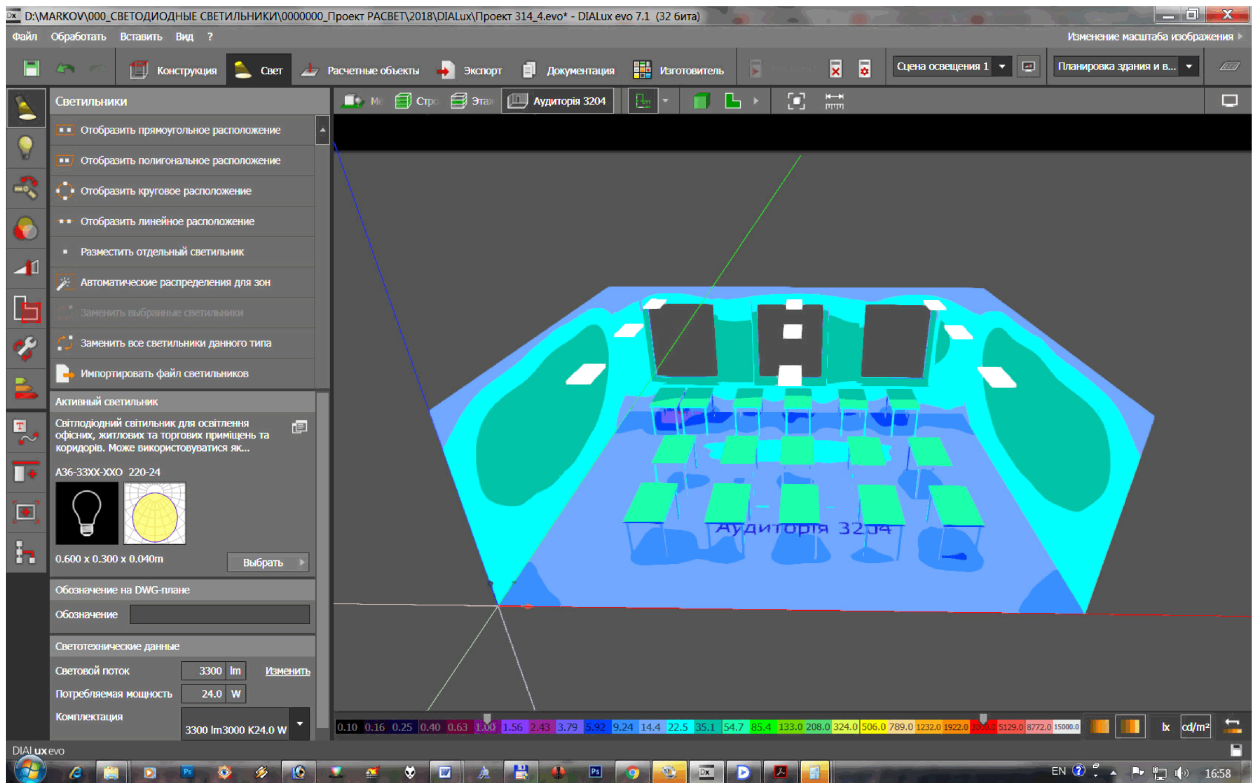 D:\MARKOV\000_СВЕТОДИОДНЫЕ СВЕТИЛЬНИКИ\0000000_Проект РАСВЕТ\2018\DIALux\Проект 314_4.evo* - DIALux evo 7.1 (32 бита)
Файл Обработать Вставить Вид ? Изменение масштаба изображения
Конструкция Свет Расчетные объекты Экспорт Документация Изготовитель Сцена освещения 1 Планировка здания и в...
Светильники
Стро Этаж Аудиторія 3204
Отобразить прямоугольное расположение
Отобразить полигональное расположение
Отобразить круговое расположение
Отобразить линейное расположение
Разместить отдельный светильник
Автоматические распределения для зон
Заменить выбранные светильники
Заменить все светильники данного типа
Импортировать файл светильников
Активный светильник
Світлодіодний світильник для освітлення
офісних, житлових та торгових приміщень та
коридорів. Може використовуватися як...
А36-33ХХ-ХХО 220-24
0.600 x 0.300 x 0.040m
Выбрать
Обозначение на DWG-плане
Обозначение
Светотехнические данные
Световой поток 3300 lm Изменить
Потребляемая мощность 24.0 W
Комплектация
3300 lm3000 K24.0 W
Аудиторія 3204
0.10 0.16 0.25 0.40 0.63 1.00 1.56 2.43 3.79 5.92 9.24 14.4 22.5 35.1 54.7 85.4 133.0 208.0 324.0 506.0 789.0 1232.0 1922.0 5129.0 8772.0 15000.0 lx cd/m²
DIALux evo
EN 16:58